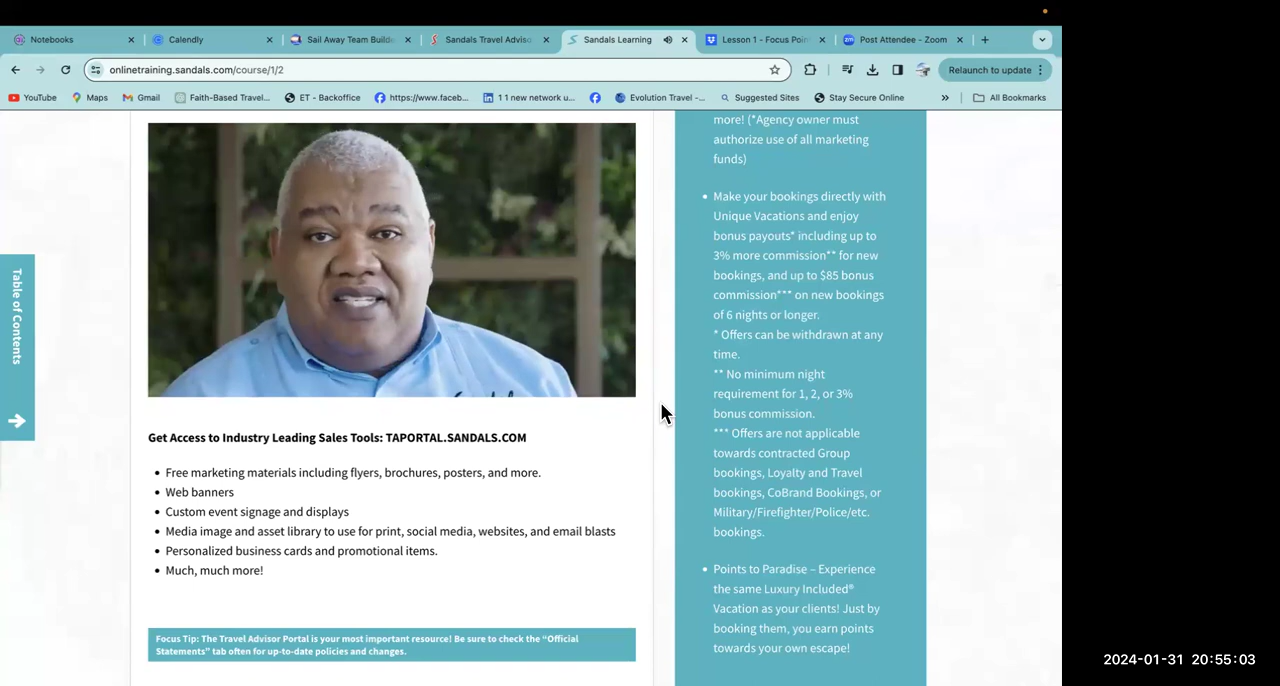 Notebooks
Calendly
Sail Away Team Builde
Sandals Travel Adviso
Sandals Learning
Lesson 1 - Focus Poin
Post Attendee - Zoom
onlinetraining.sandals.com/course/1/2
Relaunch to update
YouTube
Maps
Gmail
Faith-Based Travel...
ET - Backoffice
https://www.faceb...
1 1 new network u...
Evolution Travel -...
Suggested Sites
Stay Secure Online
All Bookmarks
Table of Contents
Get Access to Industry Leading Sales Tools: TAPORTAL.SANDALS.COM
Free marketing materials including flyers, brochures, posters, and more.
Web banners
Custom event signage and displays
Media image and asset library to use for print, social media, websites, and email blasts
Personalized business cards and promotional items.
Much, much more!
Focus Tip: The Travel Advisor Portal is your most important resource! Be sure to check the “Official
Statements” tab often for up-to-date policies and changes.
more! (*Agency owner must
authorize use of all marketing
funds)
Make your bookings directly with
Unique Vacations and enjoy
bonus payouts* including up to
3% more commission** for new
bookings, and up to $85 bonus
commission*** on new bookings
of 6 nights or longer.
* Offers can be withdrawn at any
time.
** No minimum night
requirement for 1, 2, or 3%
bonus commission.
*** Offers are not applicable
towards contracted Group
bookings, Loyalty and Travel
bookings, CoBrand Bookings, or
Military/Firefighter/Police/etc.
bookings.
Points to Paradise – Experience
the same Luxury Included®
Vacation as your clients! Just by
booking them, you earn points
towards your own escape!
2024-01-31 20:55:03